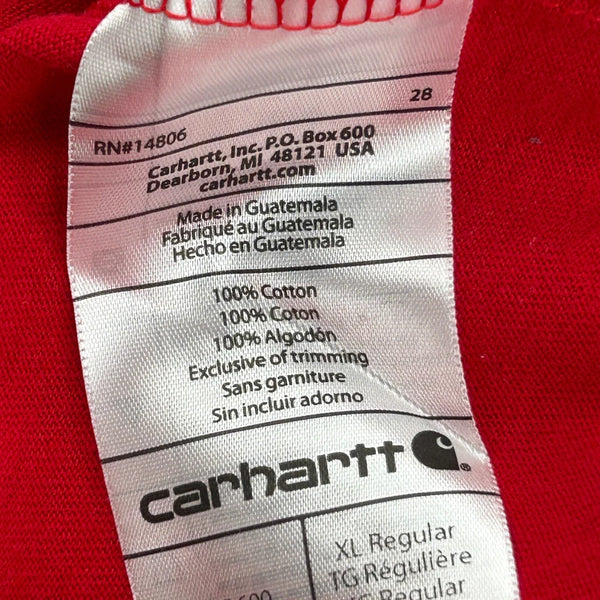 28
RN#14806
Carhartt, Inc. P.O. Box 600
Dearborn, MI 48121 USA
carhartt.com
Made in Guatemala
Fabriqué au Guatemala
Hecho en Guatemala
100% Cotton
100% Coton
100% Algodón
Exclusive of trimming
Sans garniture
Sin incluir adorno
carhartt
XL Regular
TG Régulière
Regular